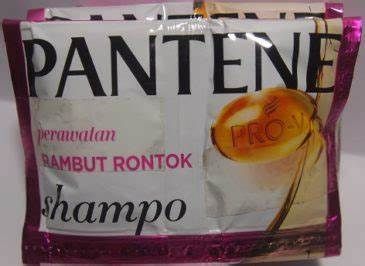 PANTENE
PRO-V
perawatan
RAMBUT RONTOK
shampo